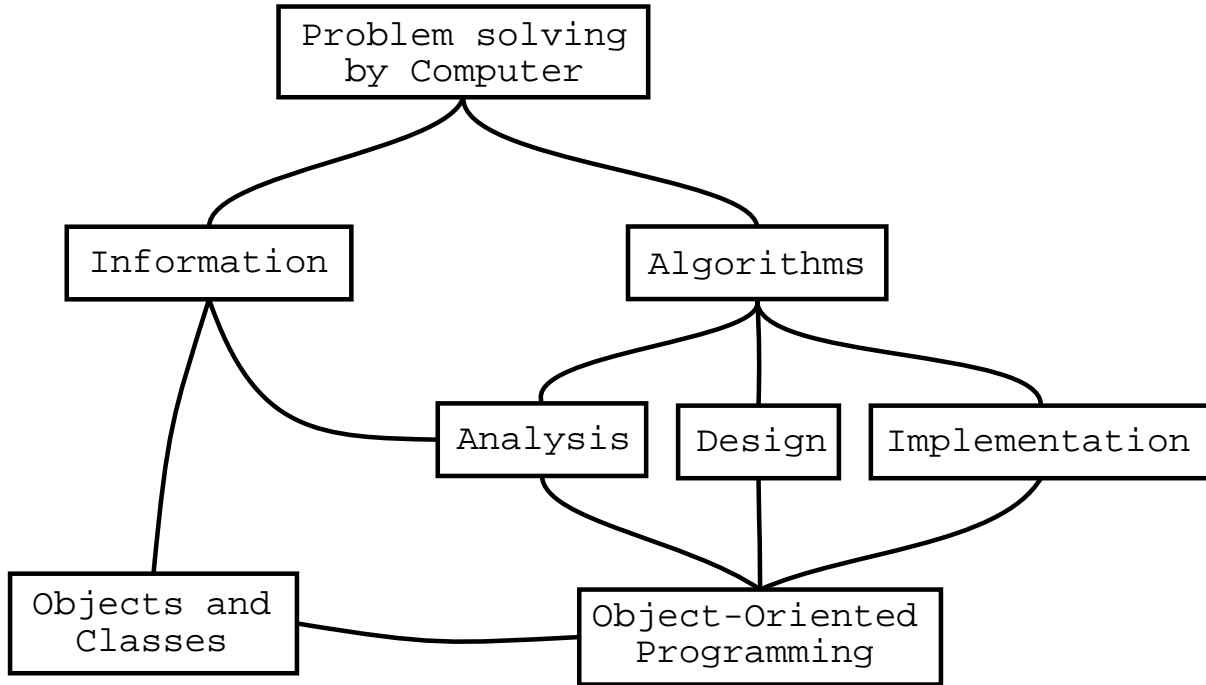 Problem solving
by Computer
Information
Algorithms
Analysis
Design
Implementation
Objects and
Classes
Object-Oriented
Programming